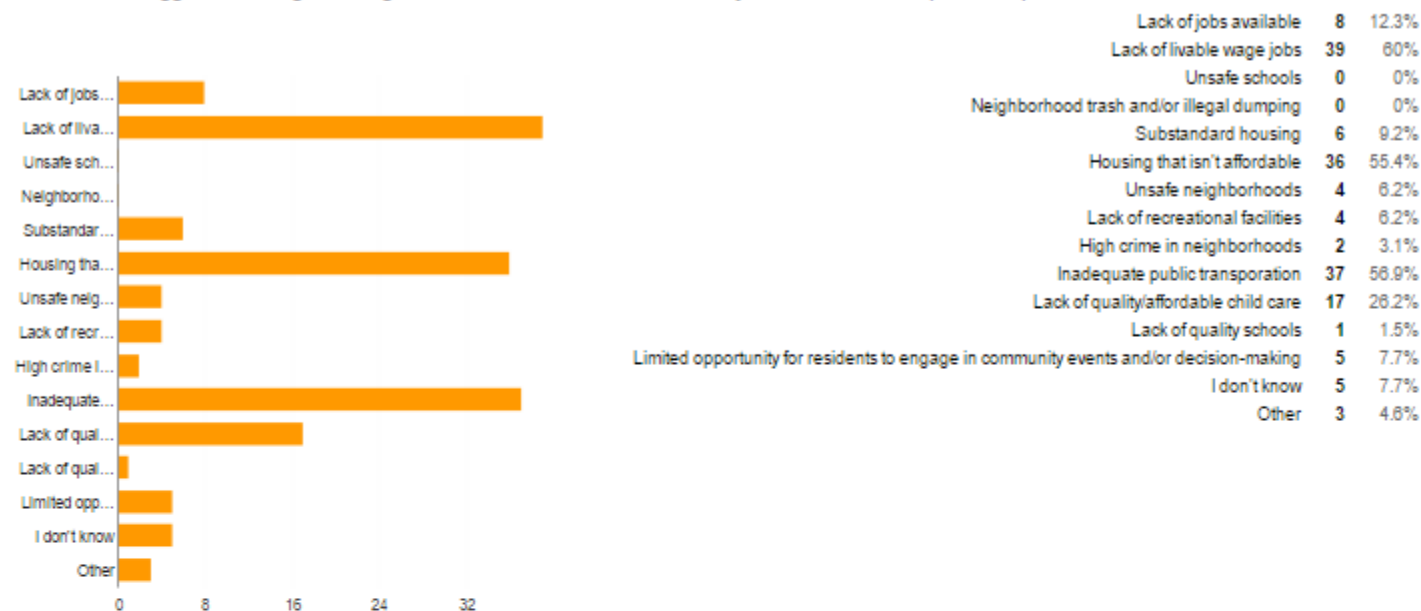 Lack of jobs available 8 12.3%
Lack of livable wage jobs 39 60%
Unsafe schools 0 0%
Neighborhood trash and/or illegal dumping 0 0%
Substandard housing 6 9.2%
Housing that isn't affordable 36 55.4%
Unsafe neighborhoods 4 6.2%
Lack of recreational facilities 4 6.2%
High crime in neighborhoods 2 3.1%
Inadequate public transporation 37 56.9%
Lack of quality/affordable child care 17 26.2%
Lack of quality schools 1 1.5%
Limited opportunity for residents to engage in community events and/or decision-making 5 7.7%
I don't know 5 7.7%
Other 3 4.6%
Lack of jobs...
Lack of liva...
Unsafe sch...
Neighborho...
Substandar...
Housing tha...
Unsafe neig...
Lack of recr...
High crime i...
Inadequate...
Lack of qual...
Lack of qual...
Limited opp...
I don't know
Other
0 8 16 24 32